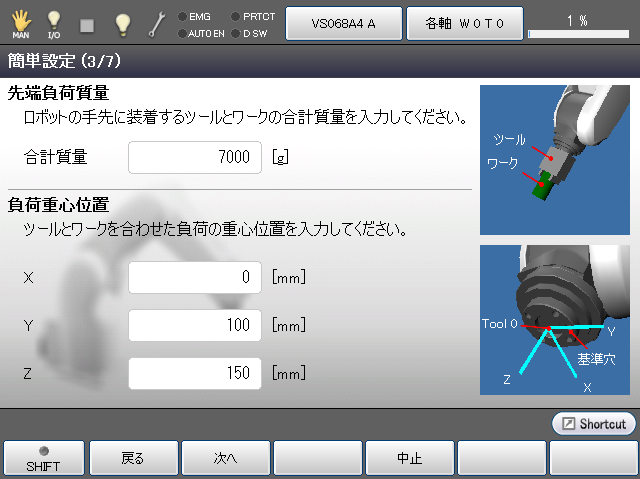 MAN
I/O
EMG
PRTCT
AUTO EN
D SW
VS068A4 A
各軸 W0T0
1 %
簡単設定 (3/7)
先端負荷質量
ロボットの手先に装着するツールとワークの合計質量を入力してください。
合計質量 7000 [g]
ツール
ワーク
負荷重心位置
ツールとワークを合わせた負荷の重心位置を入力してください。
X 0 [mm]
Y 100 [mm]
Z 150 [mm]
Tool 0
Y
基準穴
Z
X
Shortcut
SHIFT
戻る
次へ
中止